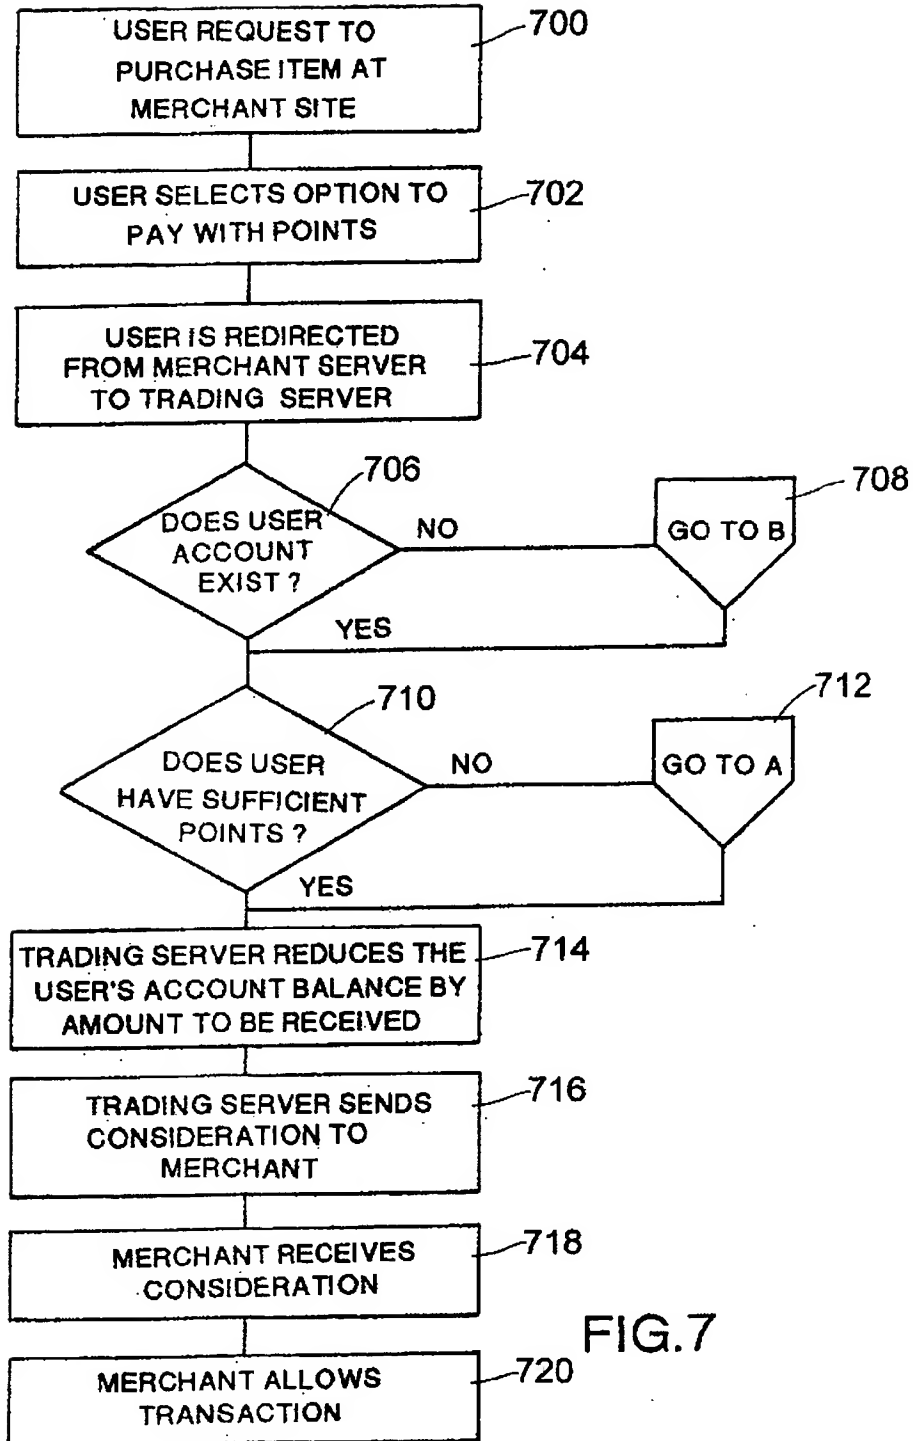 USER REQUEST TO
PURCHASE ITEM AT
MERCHANT SITE
700
USER SELECTS OPTION TO
PAY WITH POINTS
702
USER IS REDIRECTED
FROM MERCHANT SERVER
TO TRADING SERVER
704
706
DOES USER
ACCOUNT
EXIST ?
NO
GO TO B
708
YES
710
DOES USER
HAVE SUFFICIENT
POINTS ?
NO
712
GO TO A
YES
TRADING SERVER REDUCES THE
USER'S ACCOUNT BALANCE BY
AMOUNT TO BE RECEIVED
714
TRADING SERVER SENDS
CONSIDERATION TO
MERCHANT
716
MERCHANT RECEIVES
CONSIDERATION
718
FIG.7
MERCHANT ALLOWS
TRANSACTION
720